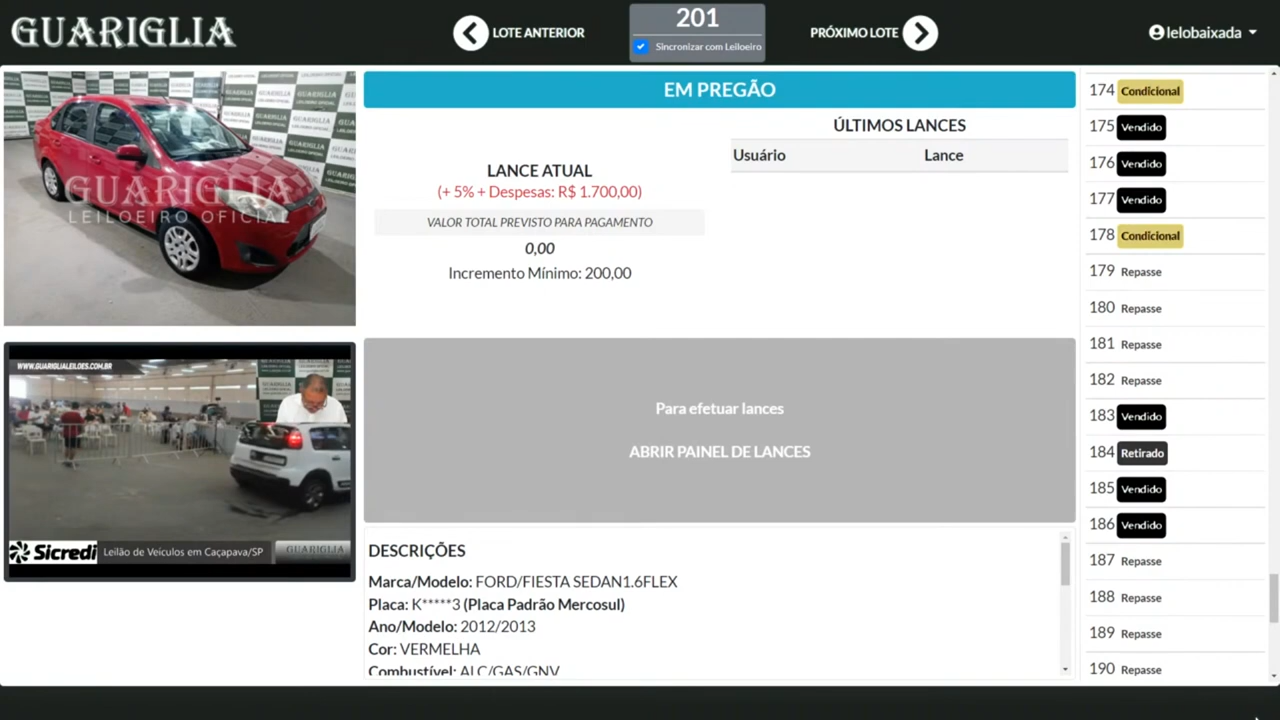 GUARIGLIA
LOTE ANTERIOR
201
Sincronizar com Leiloeiro
PRÓXIMO LOTE
lelobaixada
GUARIGLIA
LEILOEIRO OFICIAL
EM PREGÃO
LANCE ATUAL
(+ 5% + Despesas: R$ 1.700,00)
VALOR TOTAL PREVISTO PARA PAGAMENTO
0,00
Incremento Mínimo: 200,00
ÚLTIMOS LANCES
Usuário Lance
Para efetuar lances
ABRIR PAINEL DE LANCES
WWW.GUARIGLIALEILOES.COM.BR
Sicredi
Leilão de Veiculos em Caçapava/SP
GUARIGLIA
DESCRIÇÕES
Marca/Modelo: FORD/FIESTA SEDAN1.6FLEX
Placa: K*****3 (Placa Padrão Mercosul)
Ano/Modelo: 2012/2013
Cor: VERMELHA
Combustível: ALC/GAS/GNV
174 Condicional
175 Vendido
176 Vendido
177 Vendido
178 Condicional
179 Repasse
180 Repasse
181 Repasse
182 Repasse
183 Vendido
184 Retirado
185 Vendido
186 Vendido
187 Repasse
188 Repasse
189 Repasse
190 Repasse